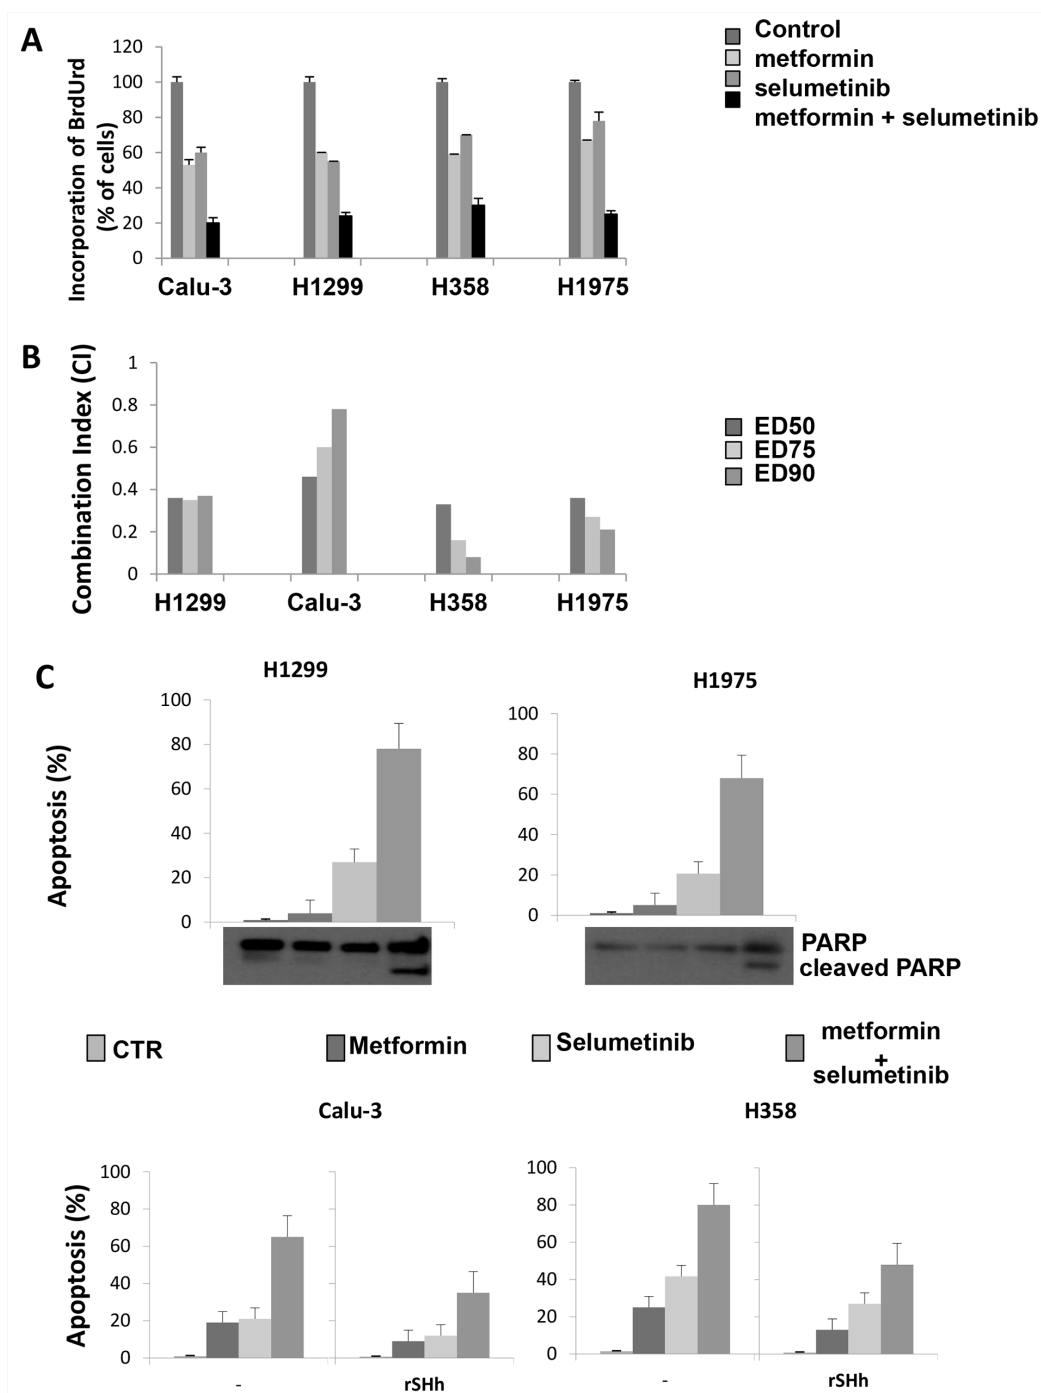 A
Incorporation of BrdUrd
(% of cells)
120
100
80
60
40
20
0
Calu-3 H1299 H358 H1975
Control
metformin
selumetinib
metformin + selumetinib
B
Combination Index (CI)
1
0.8
0.6
0.4
0.2
0
H1299 Calu-3 H358 H1975
ED50
ED75
ED90
C
H1299
Apoptosis (%)
100
80
60
40
20
0
H1975
100
80
60
40
20
0
PARP
cleaved PARP
CTR
Metformin
Selumetinib
metformin
+
selumetinib
Calu-3
Apoptosis (%)
100
80
60
40
20
0
- rSHh
H358
100
80
60
40
20
0
- rSHh